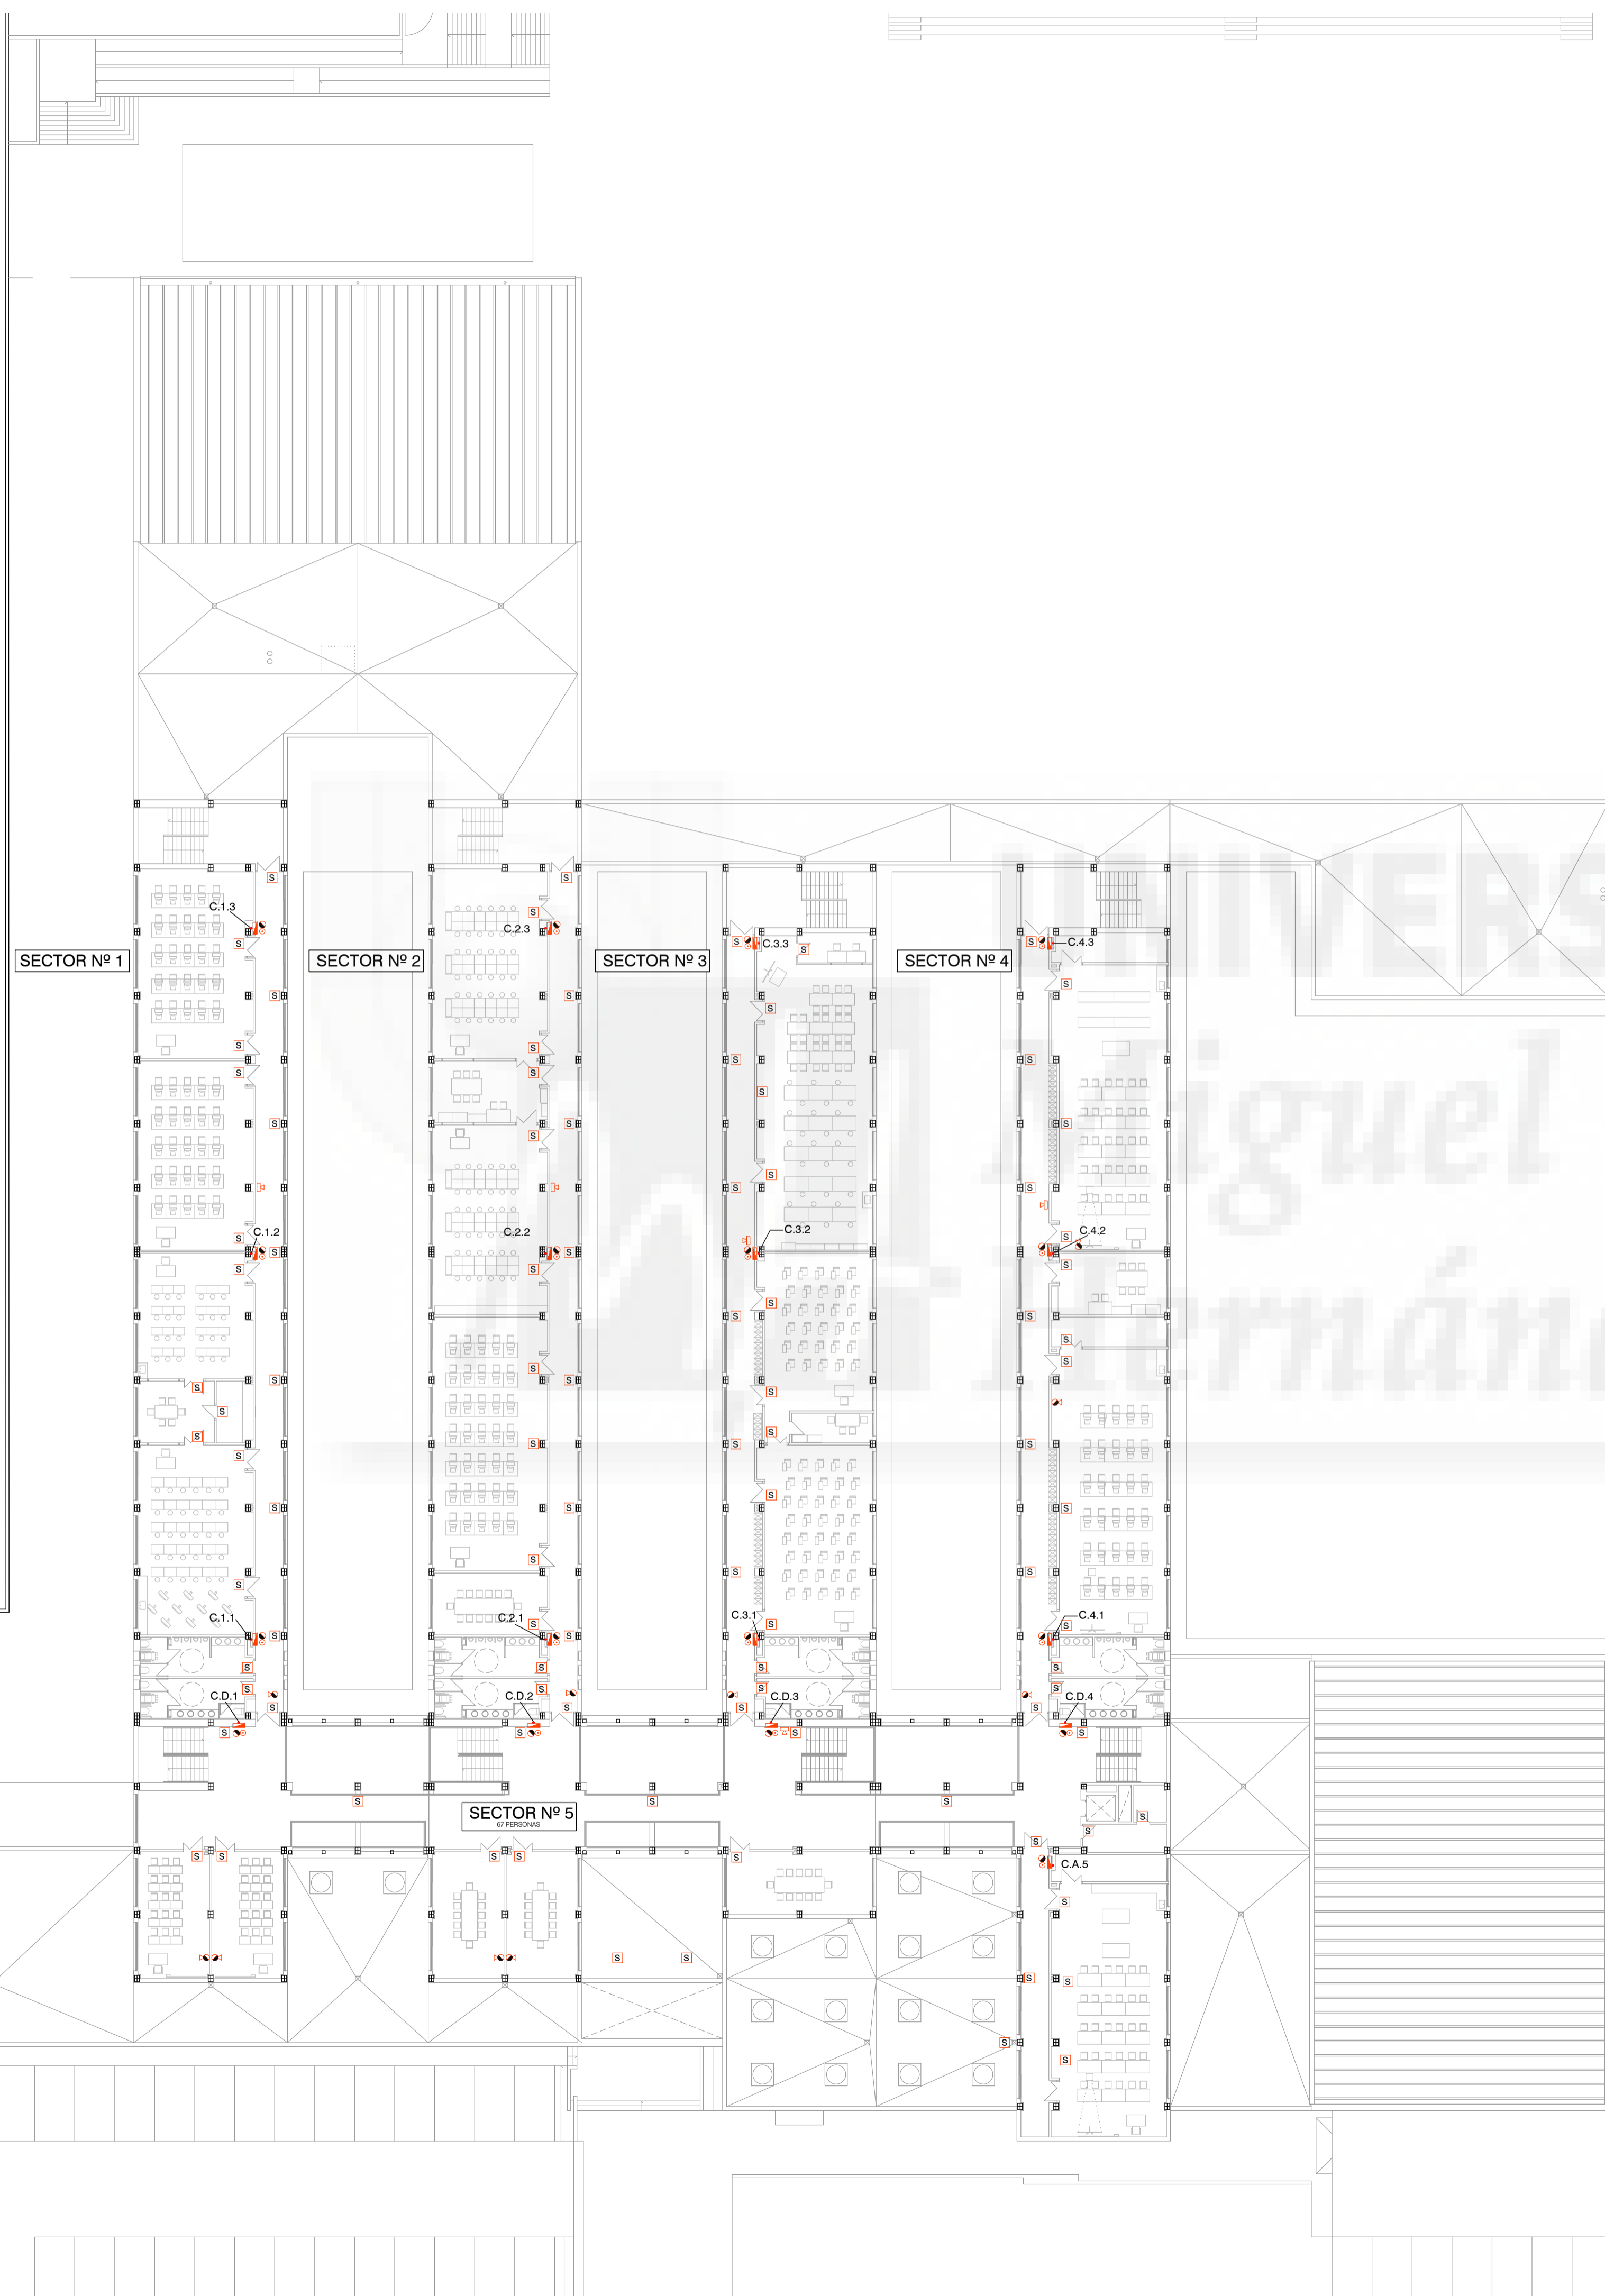 UNIVERS
Miguel
Hernán
C.1.3
C.2.3
C.3.3
C.4.3
SECTOR Nº 1
SECTOR Nº 2
SECTOR Nº 3
SECTOR Nº 4
C.1.2
C.2.2
C.3.2
C.4.2
C.1.1
C.2.1
C.3.1
C.4.1
C.D.1
C.D.2
C.D.3
C.D.4
SECTOR Nº 5
67 PERSONAS
C.A.5